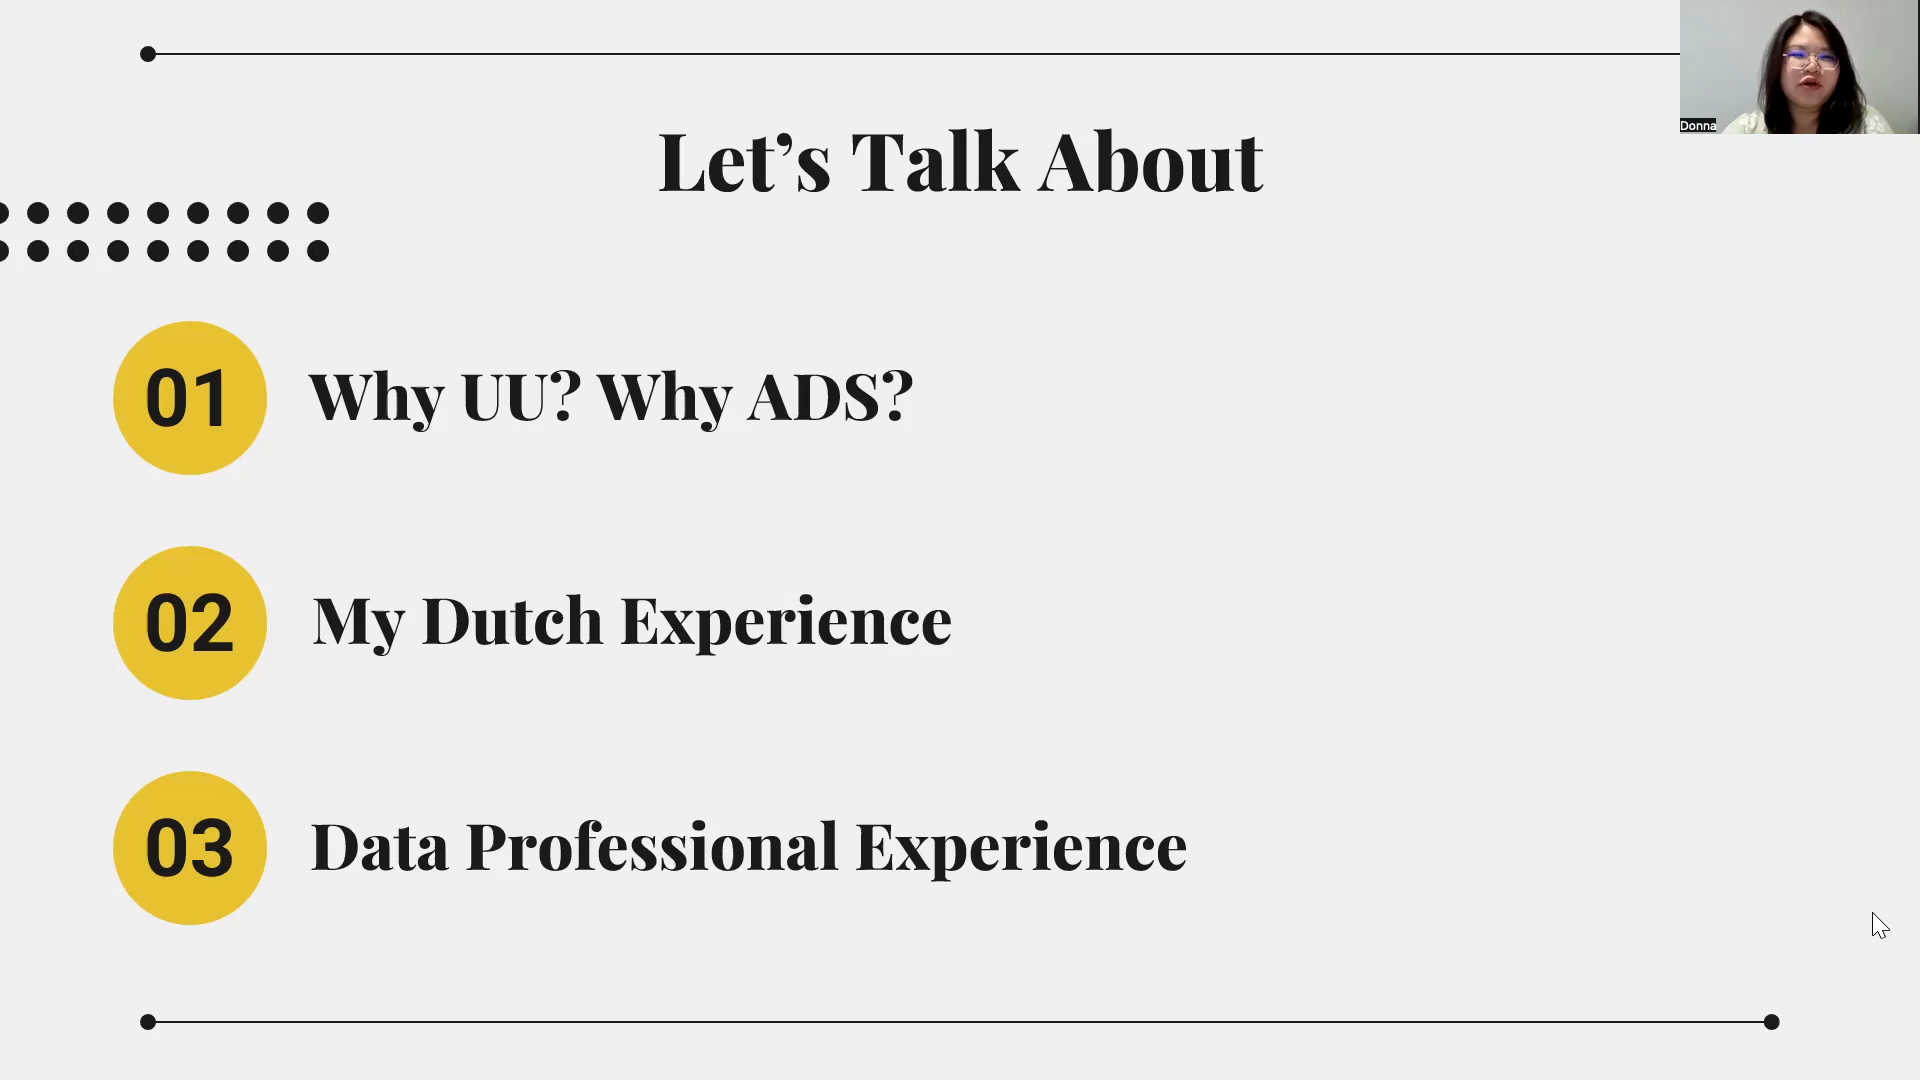 Donna
Let’s Talk About
01
Why UU? Why ADS?
02
My Dutch Experience
03
Data Professional Experience